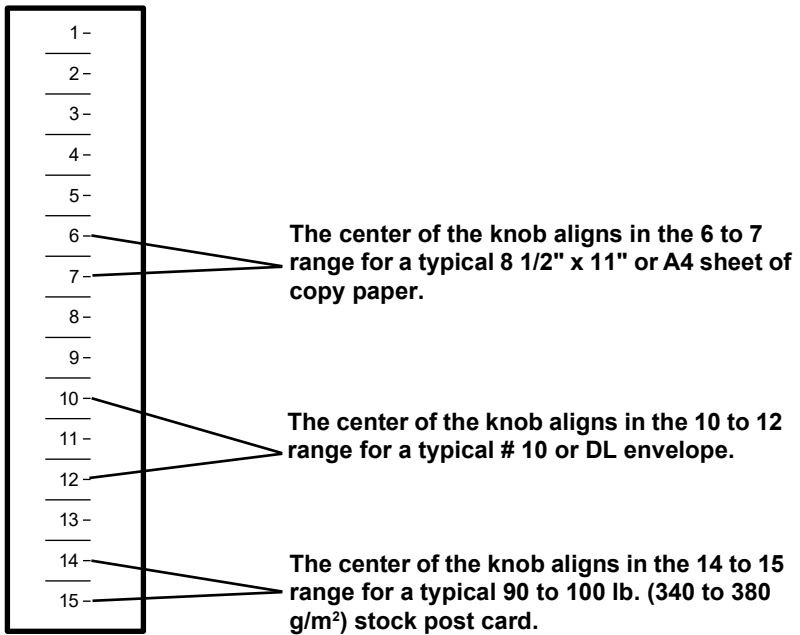 1
2
3
4
5
6
7
8
9
10
11
12
13
14
15
The center of the knob aligns in the 6 to 7
range for a typical 8 1/2" x 11" or A4 sheet of
copy paper.
The center of the knob aligns in the 10 to 12
range for a typical # 10 or DL envelope.
The center of the knob aligns in the 14 to 15
range for a typical 90 to 100 lb. (340 to 380
g/m²) stock post card.